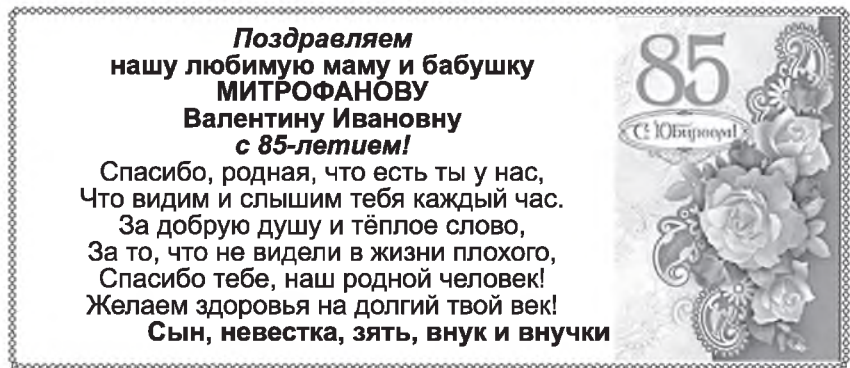 Поздравляем
нашу любимую маму и бабушку
МИТРОФАНОВУ
Валентину Ивановну
с 85-летием!
Спасибо, родная, что есть ты у нас,
Что видим и слышим тебя каждый час.
За добрую душу и тёплое слово,
За то, что не видели в жизни плохого,
Спасибо тебе, наш родной человек!
Желаем здоровья на долгий твой век!
Сын, невестка, зять, внук и внучки
85
С Юбилеем!